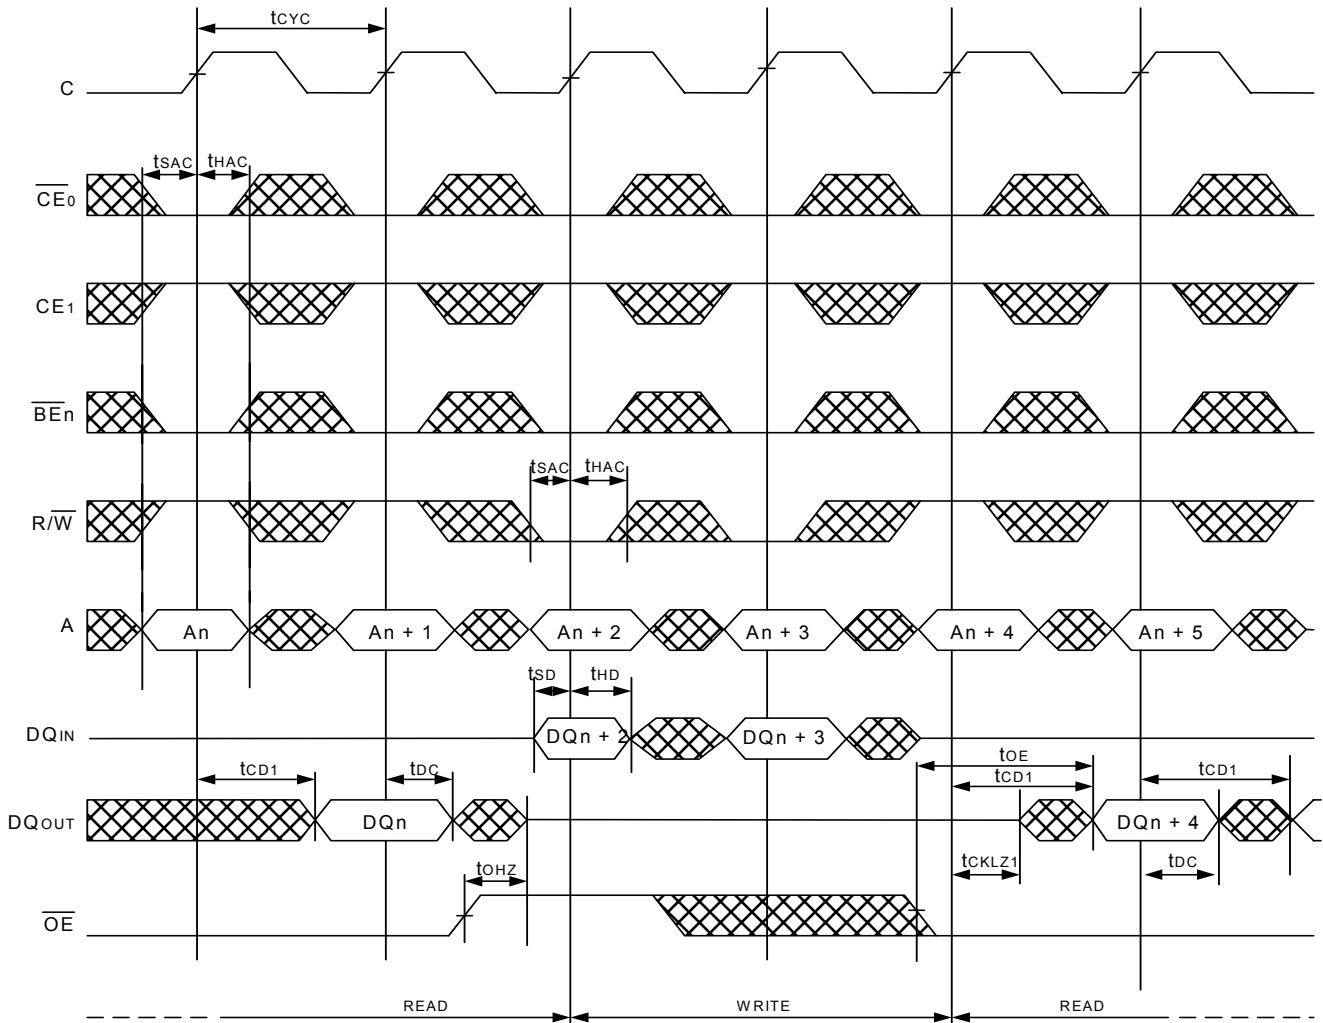 tCYC
C
tSAC tHAC
CE0
CE1
BEn
tSAC tHAC
R/W
A An An + 1 An + 2 An + 3 An + 4 An + 5
tSD tHD
DQIN DQn + 2 DQn + 3
tOE
tCD1 tDC tCD1 tCD1
DQOUT DQn DQn + 4
tOHZ tCKLZ1 tDC
OE
READ WRITE READ